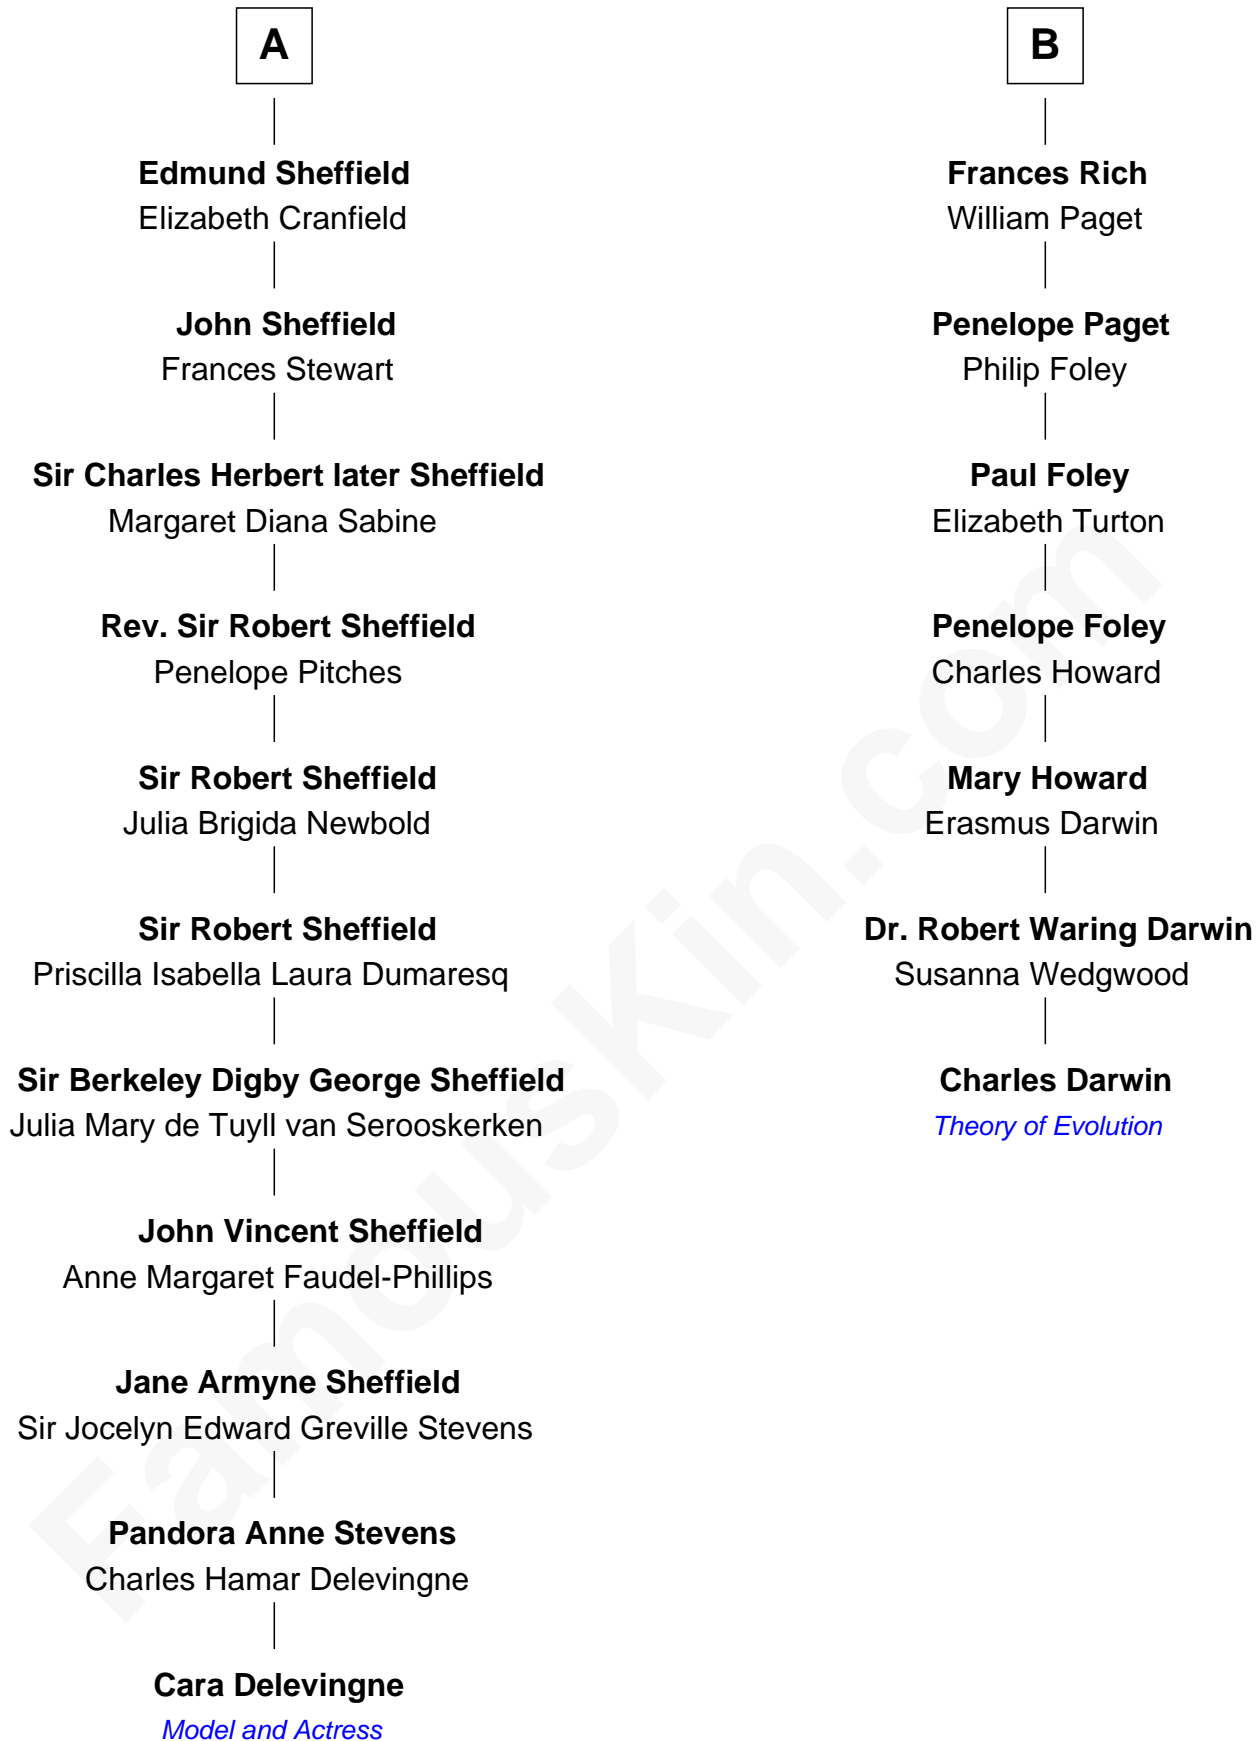 A
Edmund Sheffield
Elizabeth Cranfield
John Sheffield
Frances Stewart
Sir Charles Herbert later Sheffield
Margaret Diana Sabine
Rev. Sir Robert Sheffield
Penelope Pitches
Sir Robert Sheffield
Julia Brigida Newbold
Sir Robert Sheffield
Priscilla Isabella Laura Dumaresq
Sir Berkeley Digby George Sheffield
Julia Mary de Tuyll van Serooskerken
John Vincent Sheffield
Anne Margaret Faudel-Phillips
Jane Armyne Sheffield
Sir Jocelyn Edward Greville Stevens
Pandora Anne Stevens
Charles Hamar Delevingne
Cara Delevingne
Model and Actress
B
Frances Rich
William Paget
Penelope Paget
Philip Foley
Paul Foley
Elizabeth Turton
Penelope Foley
Charles Howard
Mary Howard
Erasmus Darwin
Dr. Robert Waring Darwin
Susanna Wedgwood
Charles Darwin
Theory of Evolution
FamousKin.com